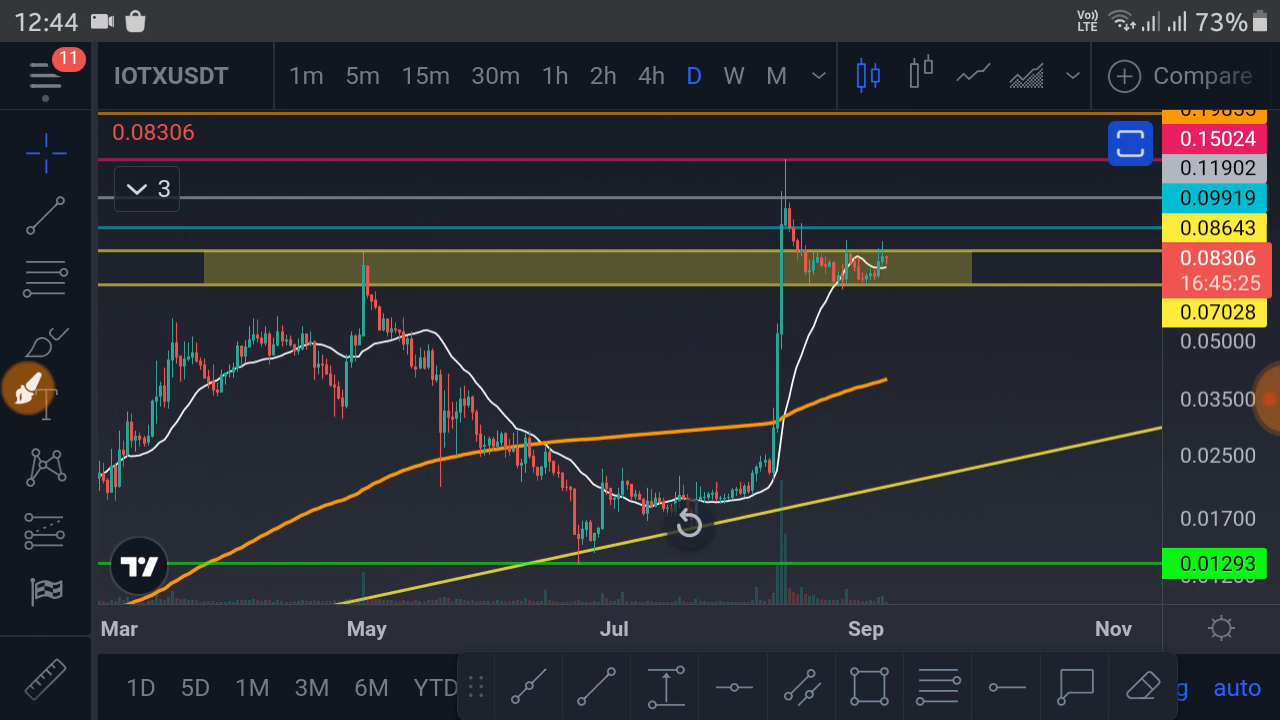 12:44
Vo)) LTE
73%
11
IOTXUSDT 1m 5m 15m 30m 1h 2h 4h D W M Compare
0.08306
3
0.15024
0.11902
0.09919
0.08643
0.08306
16:45:25
0.07028
0.05000
0.03500
0.02500
0.01700
0.01293
T
Mar May Jul Sep Nov
1D 5D 1M 3M 6M YTD
g auto